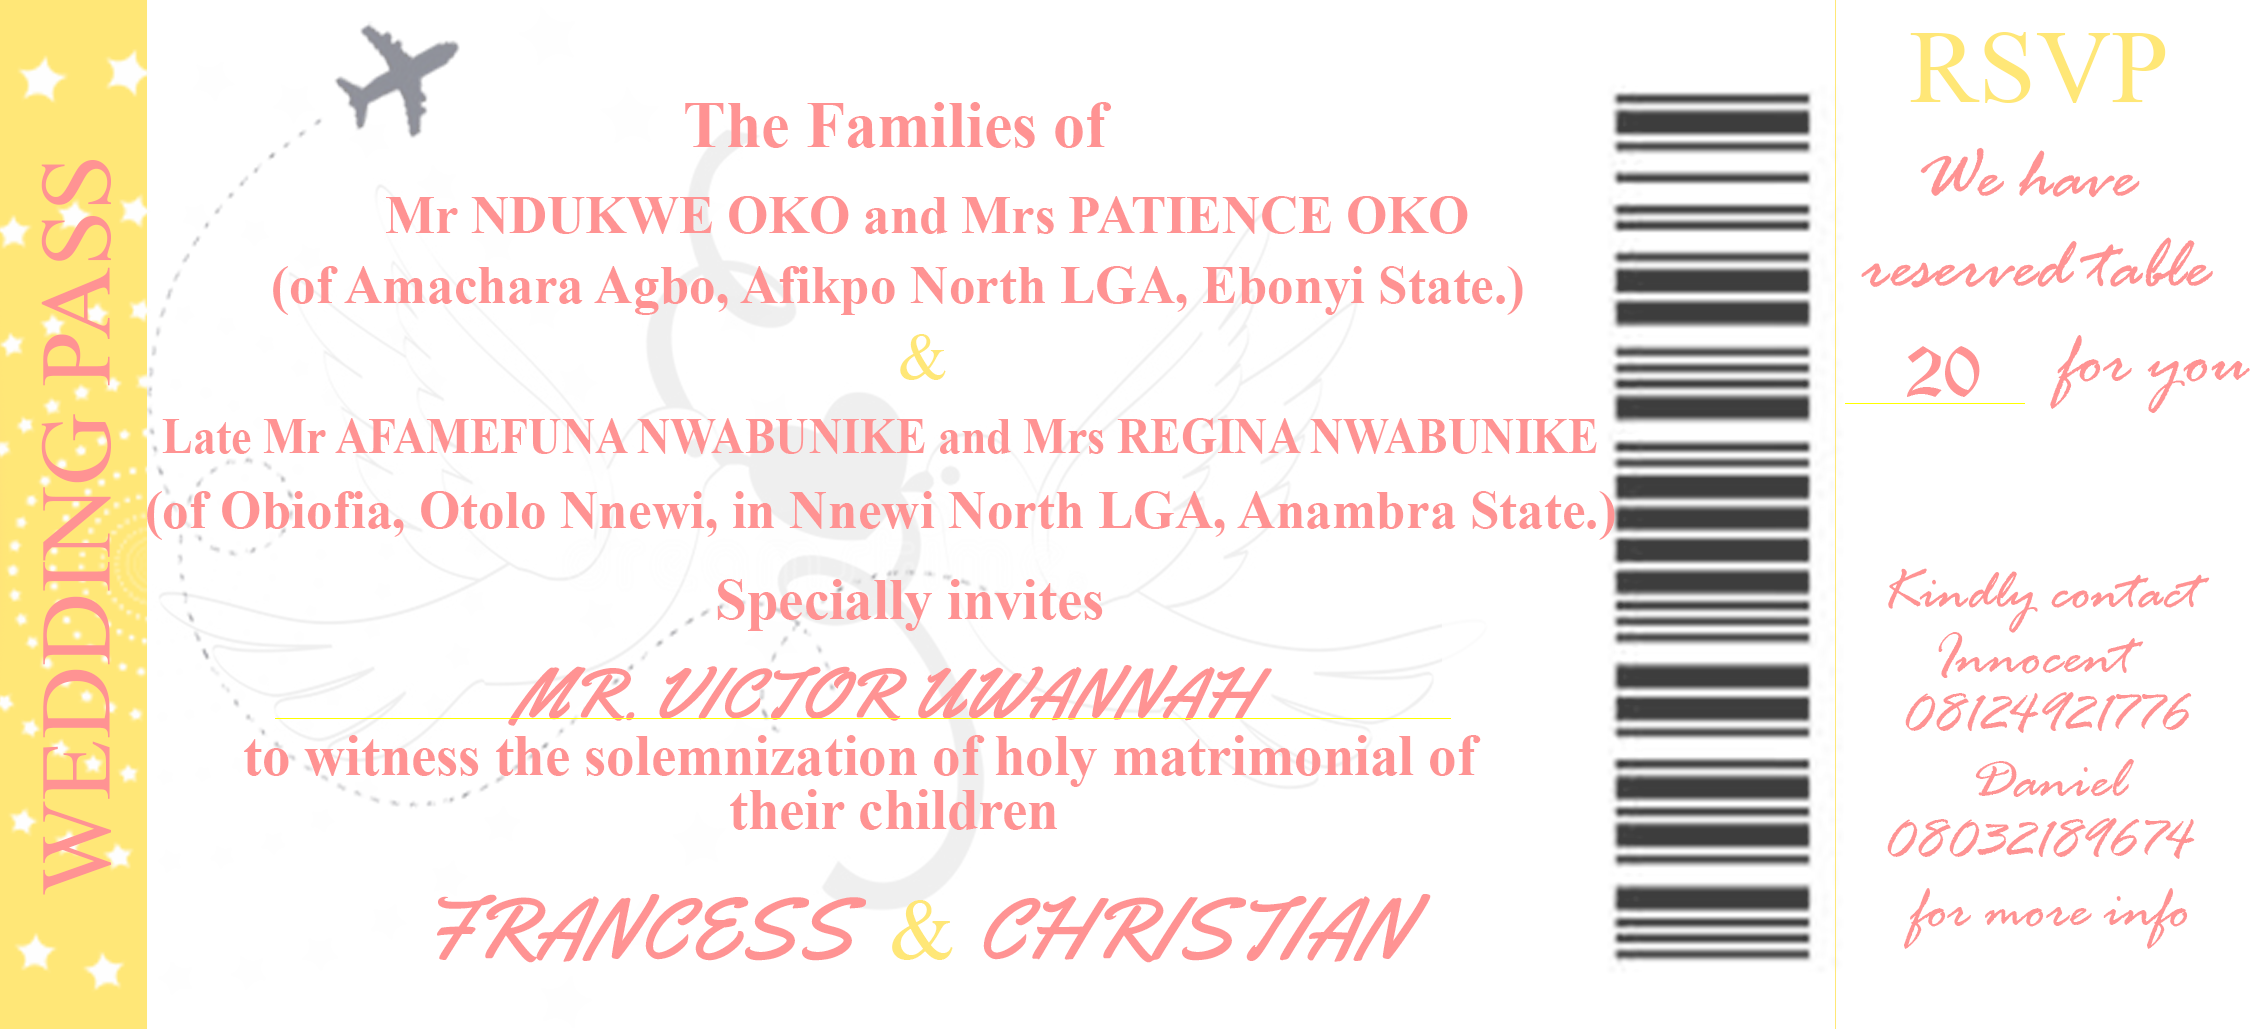 WEDDING PASS
The Families of
Mr NDUKWE OKO and Mrs PATIENCE OKO
(of Amachara Agbo, Afikpo North LGA, Ebonyi State.)
&
Late Mr AFAMEFUNA NWABUNIKE and Mrs REGINA NWABUNIKE
(of Obiofia, Otolo Nnewi, in Nnewi North LGA, Anambra State.)
Specially invites
MR. VICTOR UWANNAH
to witness the solemnization of holy matrimonial of
their children
FRANCESS & CHRISTIAN
RSVP
We have
reserved table
20 for you
Kindly contact
Innocent
08124921776
Daniel
08032189674
for more info